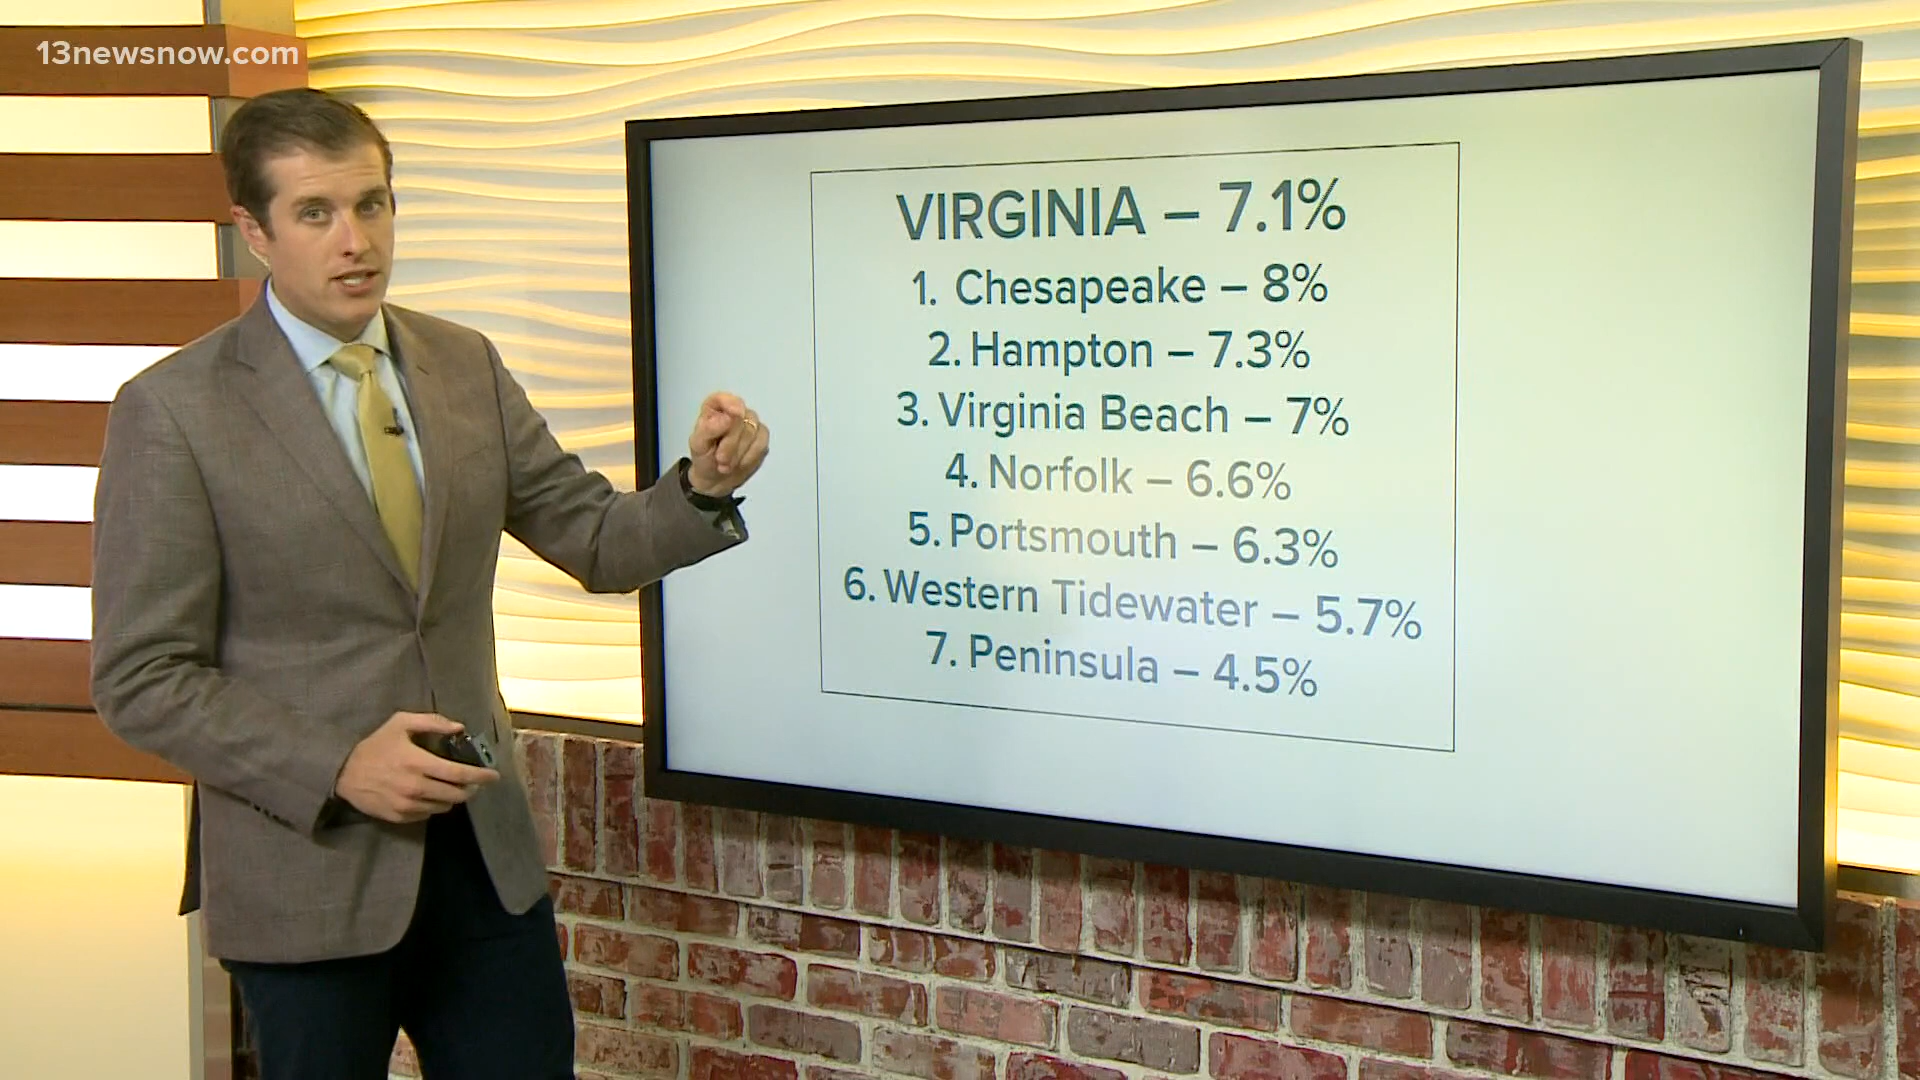 13newsnow.com
VIRGINIA – 7.1%
1. Chesapeake – 8%
2. Hampton – 7.3%
3. Virginia Beach – 7%
4. Norfolk – 6.6%
5. Portsmouth – 6.3%
6. Western Tidewater – 5.7%
7. Peninsula – 4.5%